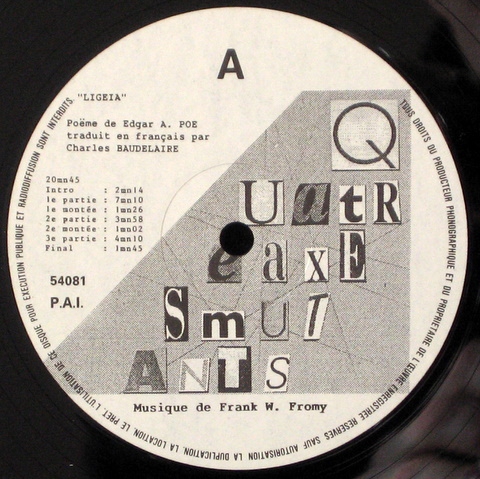 A
"LIGEIA"
Poëme de Edgar A. POE
traduit en français par
Charles BAUDELAIRE
20mn45
Intro : 2mn14
1e partie : 7mn10
1e montée : 1mn26
2e partie : 3mn58
2e montée : 1mn02
3e partie : 4mn10
Final : 1mn45
54081
P.A.I.
Q
UatR
eaxE
SmUT
ANTS
Musique de Frank W. Fromy
TOUS DROITS DU PRODUCTEUR PHONOGRAPHIQUE ET DU PROPRIETAIRE DE L'ŒUVRE ENREGISTREE RESERVES SAUF AUTORISATION LA DUPLICATION, LA LOCATION, LE PRET, L'UTILISATION DE CE DISQUE POUR EXECUTION PUBLIQUE ET RADIODIFFUSION SONT INTERDITS.